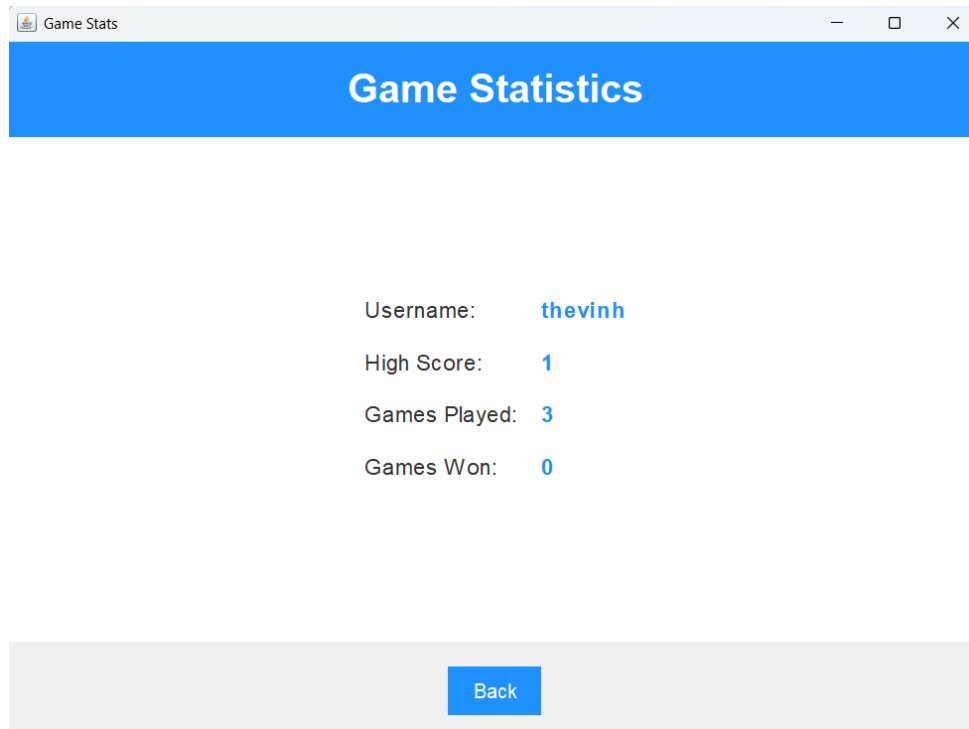 Game Stats
Game Statistics
Username: thevinh
High Score: 1
Games Played: 3
Games Won: 0
Back